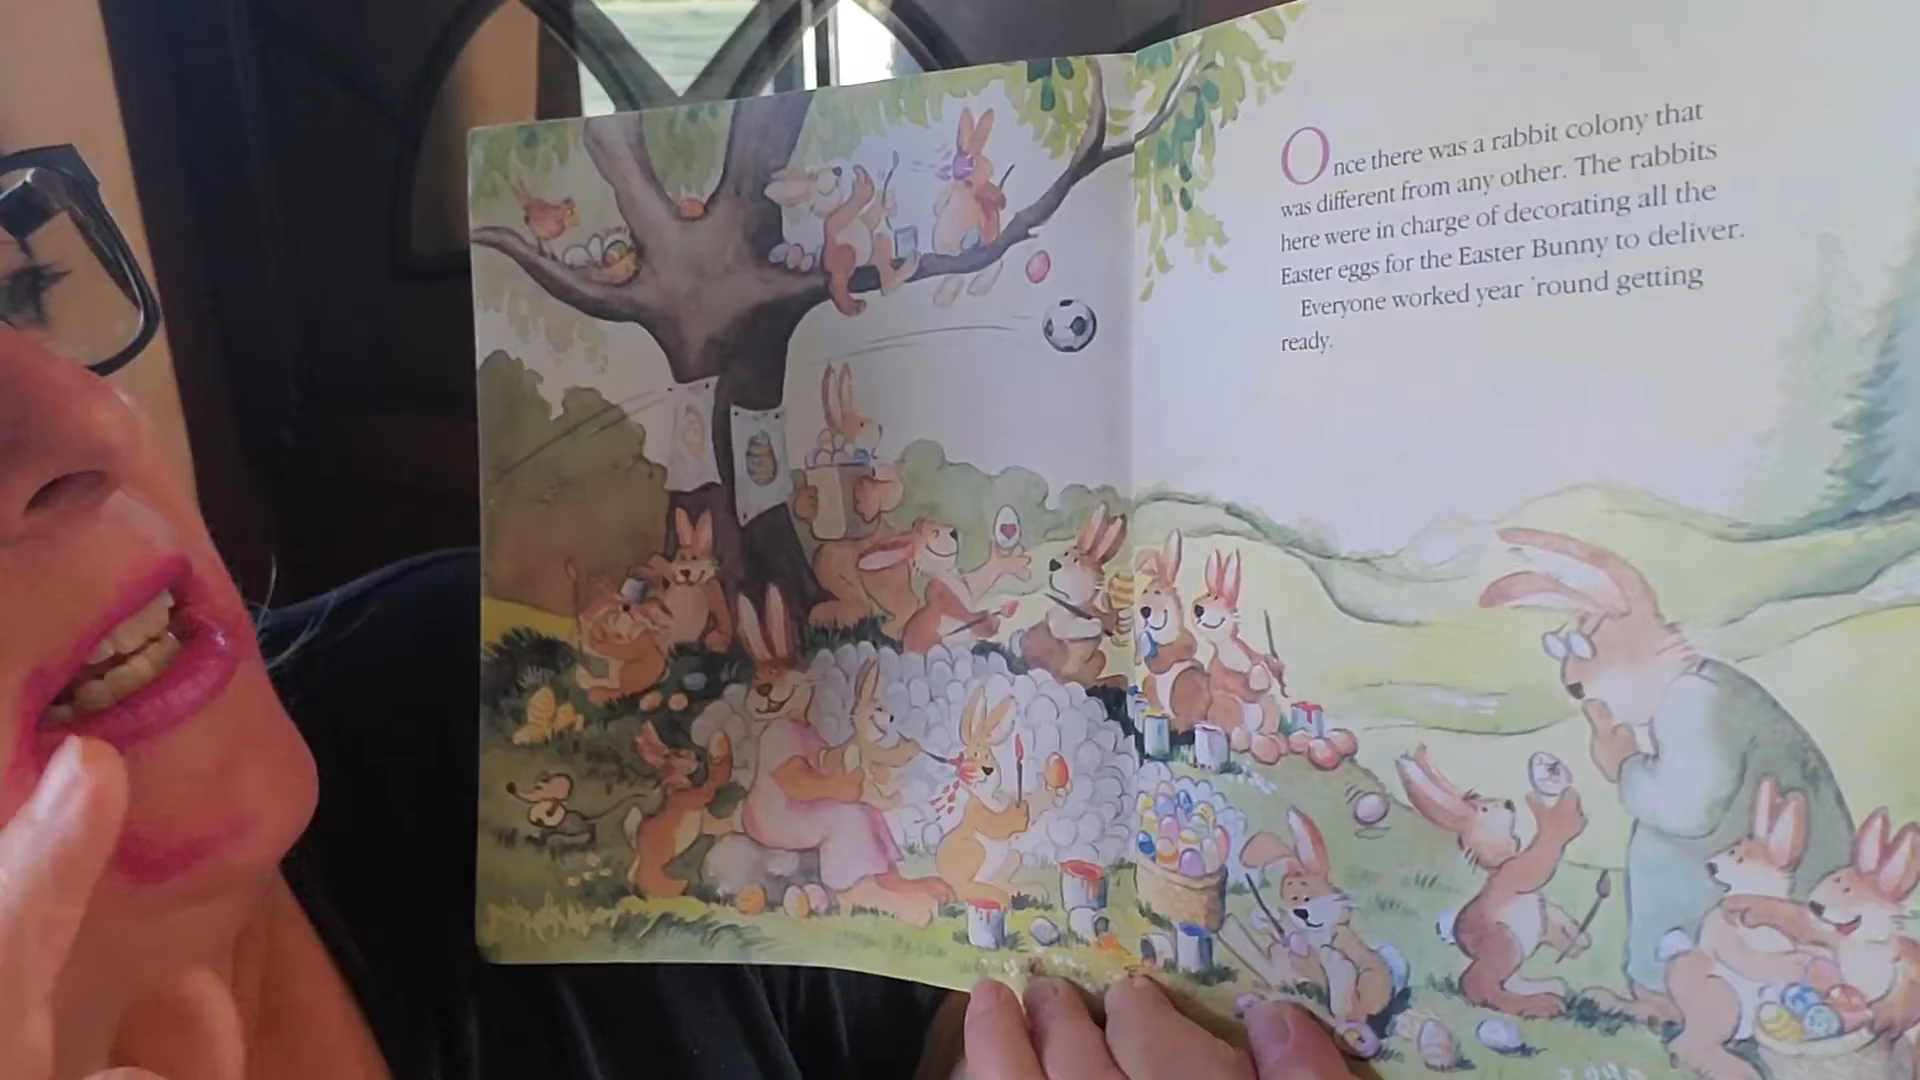 Once there was a rabbit colony that
was different from any other. The rabbits
here were in charge of decorating all the
Easter eggs for the Easter Bunny to deliver.
Everyone worked year 'round getting
ready.